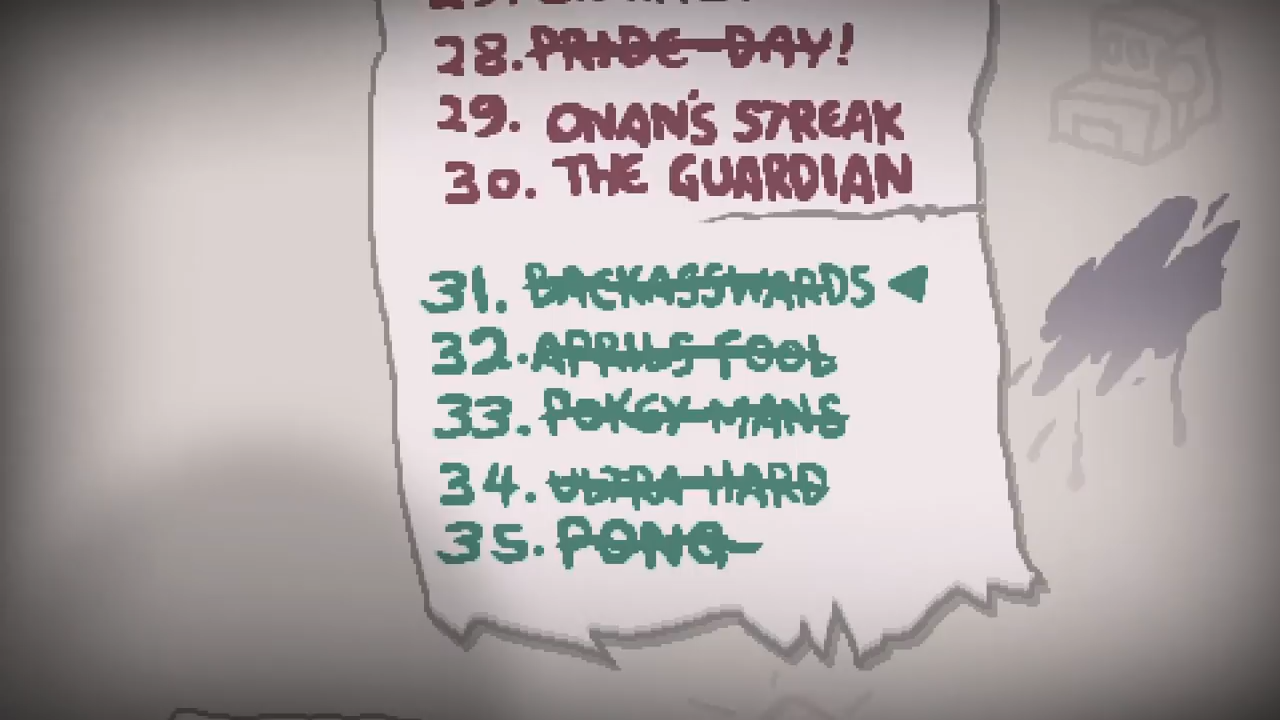 28. PRIDE DAY!
29. ONAN'S STREAK
30. THE GUARDIAN
31. BACKASSWARDS
32. APRILS FOOL
33. POKEY MANS
34. ULTRA HARD
35. PONG